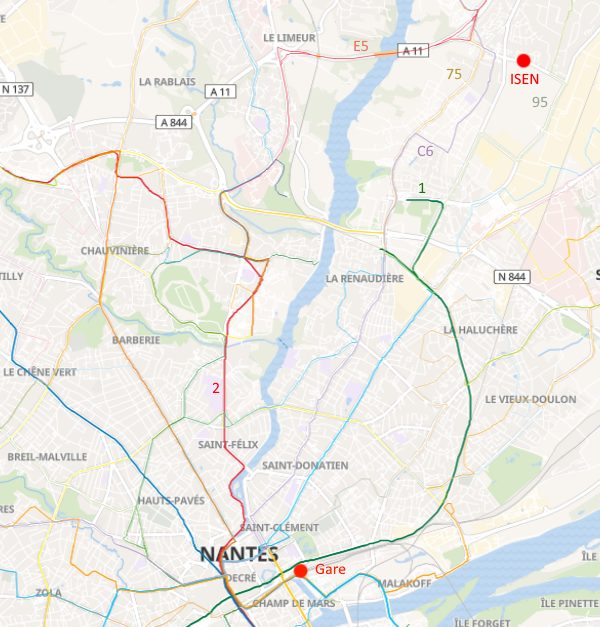 LE LIMEUR
E5
A 11
ISEN
75
LA RABLAIS
N 137
A 11
95
A 844
C6
1
CHAUVINIÈRE
TILLY
LA RENAUDIÈRE
N 844
S
LA HALUCHÈRE
BARBERIE
LE CHÊNE VERT
2
LE VIEUX DOULON
SAINT-FÉLIX
BREIL-MALVILLE
SAINT-DONATIEN
HAUTS-PAVÉS
RES
SAINT-CLÉMENT
NANTES
ÎLE
Gare
DECRÉ
MALAKOFF
ZOLA
CHAMP DE MARS
ÎLE PINETTE
ÎLE FORGET